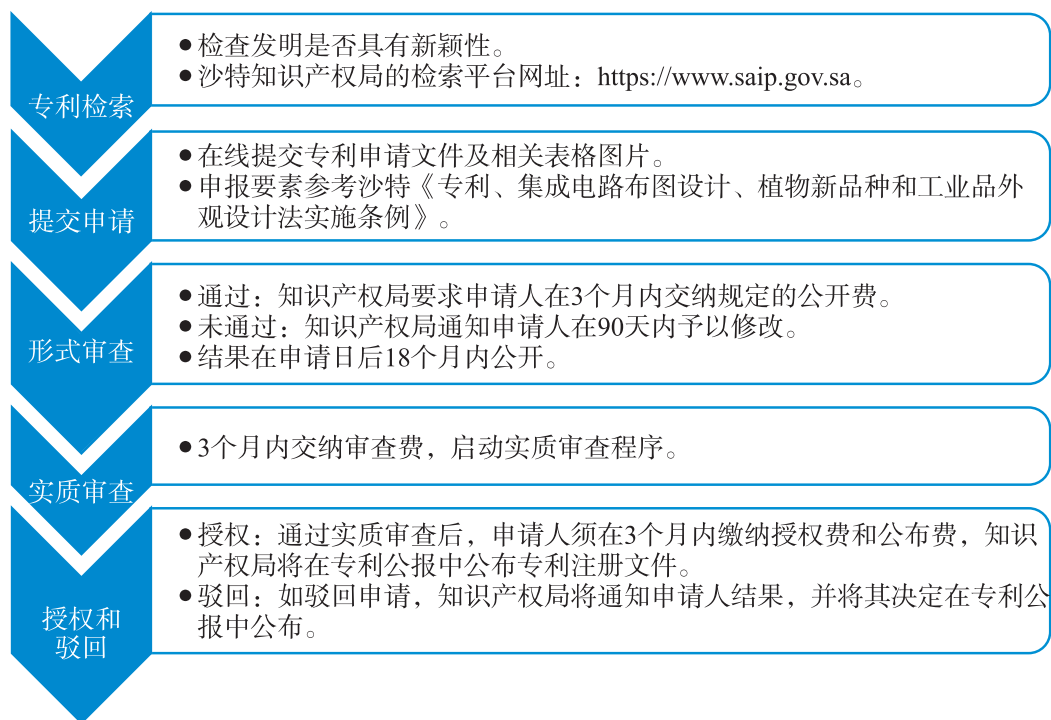 专利检索
●检查发明是否具有新颖性。
●沙特知识产权局的检索平台网址：https://www.saip.gov.sa。
提交申请
●在线提交专利申请文件及相关表格图片。
●申报要素参考沙特《专利、集成电路布图设计、植物新品种和工业品外
观设计法实施条例》。
形式审查
●通过：知识产权局要求申请人在3个月内交纳规定的公开费。
●未通过：知识产权局通知申请人在90天内予以修改。
●结果在申请日后18个月内公开。
实质审查
●3个月内交纳审查费，启动实质审查程序。
授权和
驳回
●授权：通过实质审查后，申请人须在3个月内缴纳授权费和公布费，知识
产权局将在专利公报中公布专利注册文件。
●驳回：如驳回申请，知识产权局将通知申请人结果，并将其决定在专利公
报中公布。